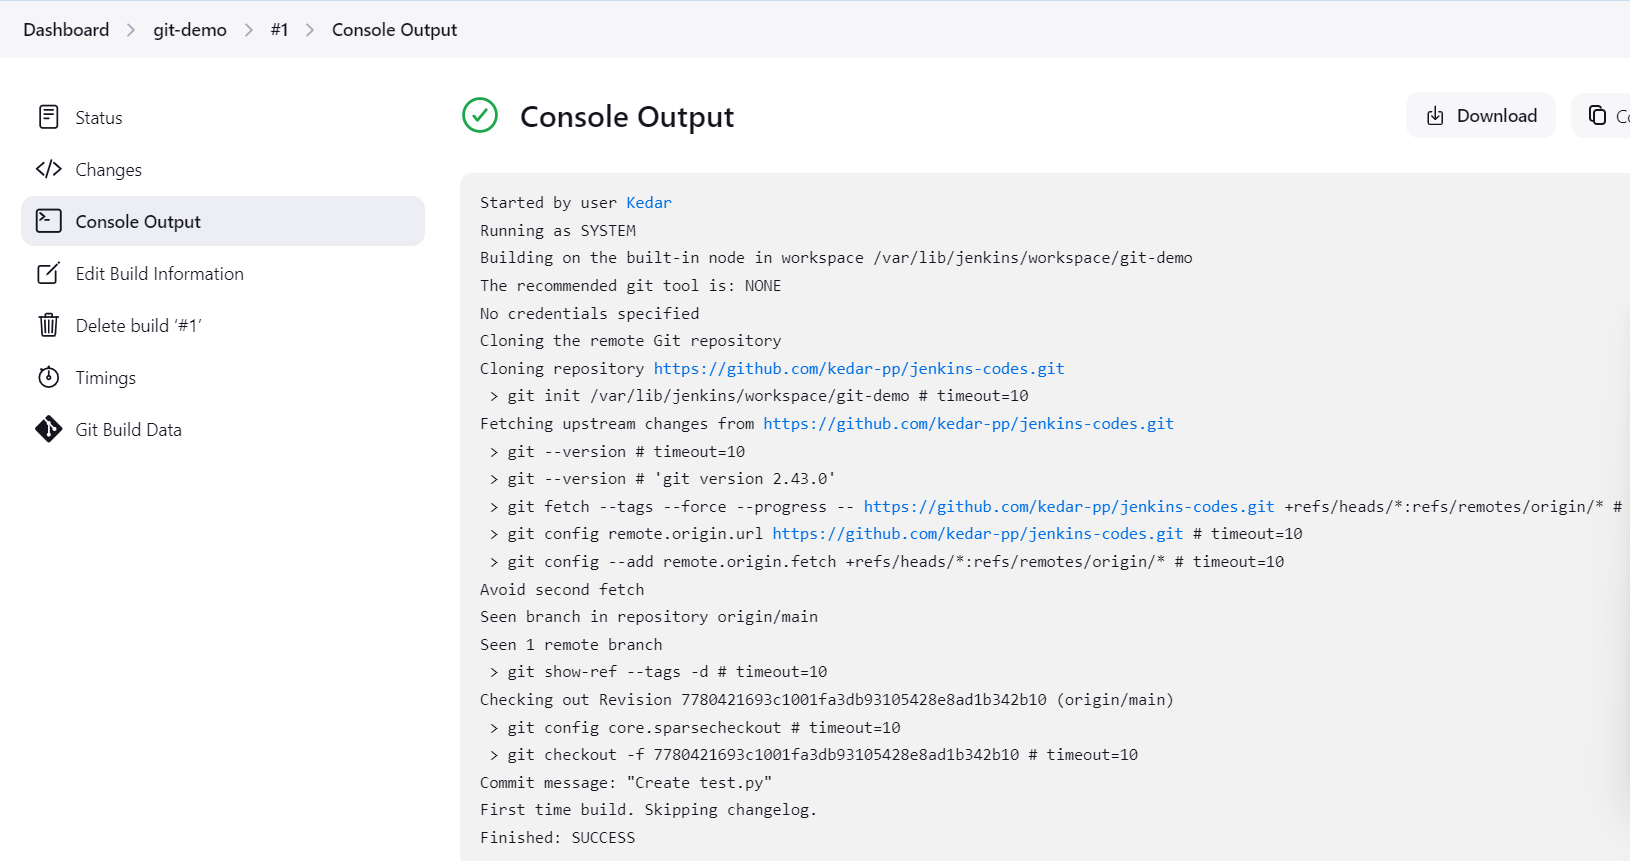 Dashboard > git-demo > #1 > Console Output
Status
Changes
Console Output
Edit Build Information
Delete build ‘#1’
Timings
Git Build Data
Console Output
Download
Started by user Kedar
Running as SYSTEM
Building on the built-in node in workspace /var/lib/jenkins/workspace/git-demo
The recommended git tool is: NONE
No credentials specified
Cloning the remote Git repository
Cloning repository https://github.com/kedar-pp/jenkins-codes.git
 > git init /var/lib/jenkins/workspace/git-demo # timeout=10
Fetching upstream changes from https://github.com/kedar-pp/jenkins-codes.git
 > git --version # timeout=10
 > git --version # 'git version 2.43.0'
 > git fetch --tags --force --progress -- https://github.com/kedar-pp/jenkins-codes.git +refs/heads/*:refs/remotes/origin/* #
 > git config remote.origin.url https://github.com/kedar-pp/jenkins-codes.git # timeout=10
 > git config --add remote.origin.fetch +refs/heads/*:refs/remotes/origin/* # timeout=10
Avoid second fetch
Seen branch in repository origin/main
Seen 1 remote branch
 > git show-ref --tags -d # timeout=10
Checking out Revision 7780421693c1001fa3db93105428e8ad1b342b10 (origin/main)
 > git config core.sparsecheckout # timeout=10
 > git checkout -f 7780421693c1001fa3db93105428e8ad1b342b10 # timeout=10
Commit message: "Create test.py"
First time build. Skipping changelog.
Finished: SUCCESS